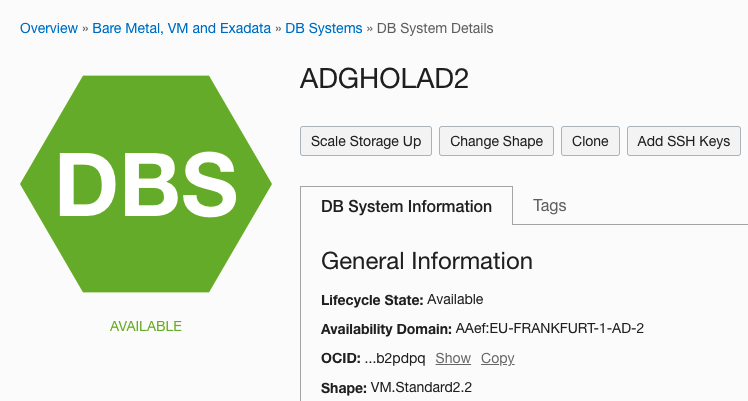 Overview » Bare Metal, VM and Exadata » DB Systems » DB System Details
DBS
AVAILABLE
ADGHOLAD2
Scale Storage Up Change Shape Clone Add SSH Keys
DB System Information Tags
General Information
Lifecycle State: Available
Availability Domain: AAef:EU-FRANKFURT-1-AD-2
OCID: ...b2pdpq Show Copy
Shape: VM.Standard2.2